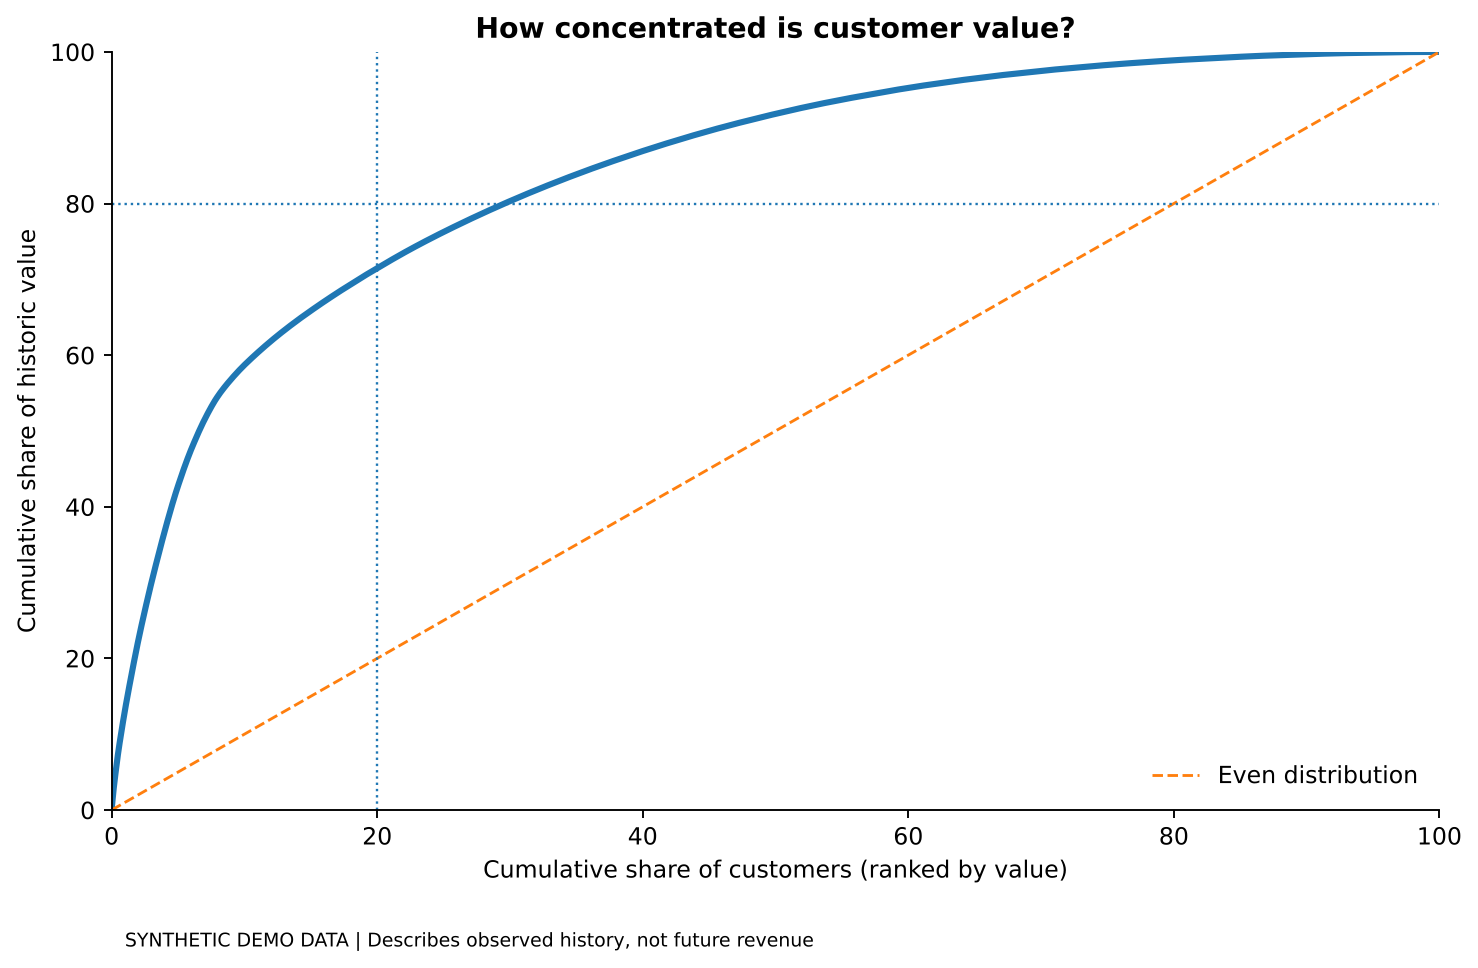 How concentrated is customer value?
100
80
60
40
20
0
Cumulative share of historic value
0 20 40 60 80 100
Cumulative share of customers (ranked by value)
Even distribution
SYNTHETIC DEMO DATA | Describes observed history, not future revenue